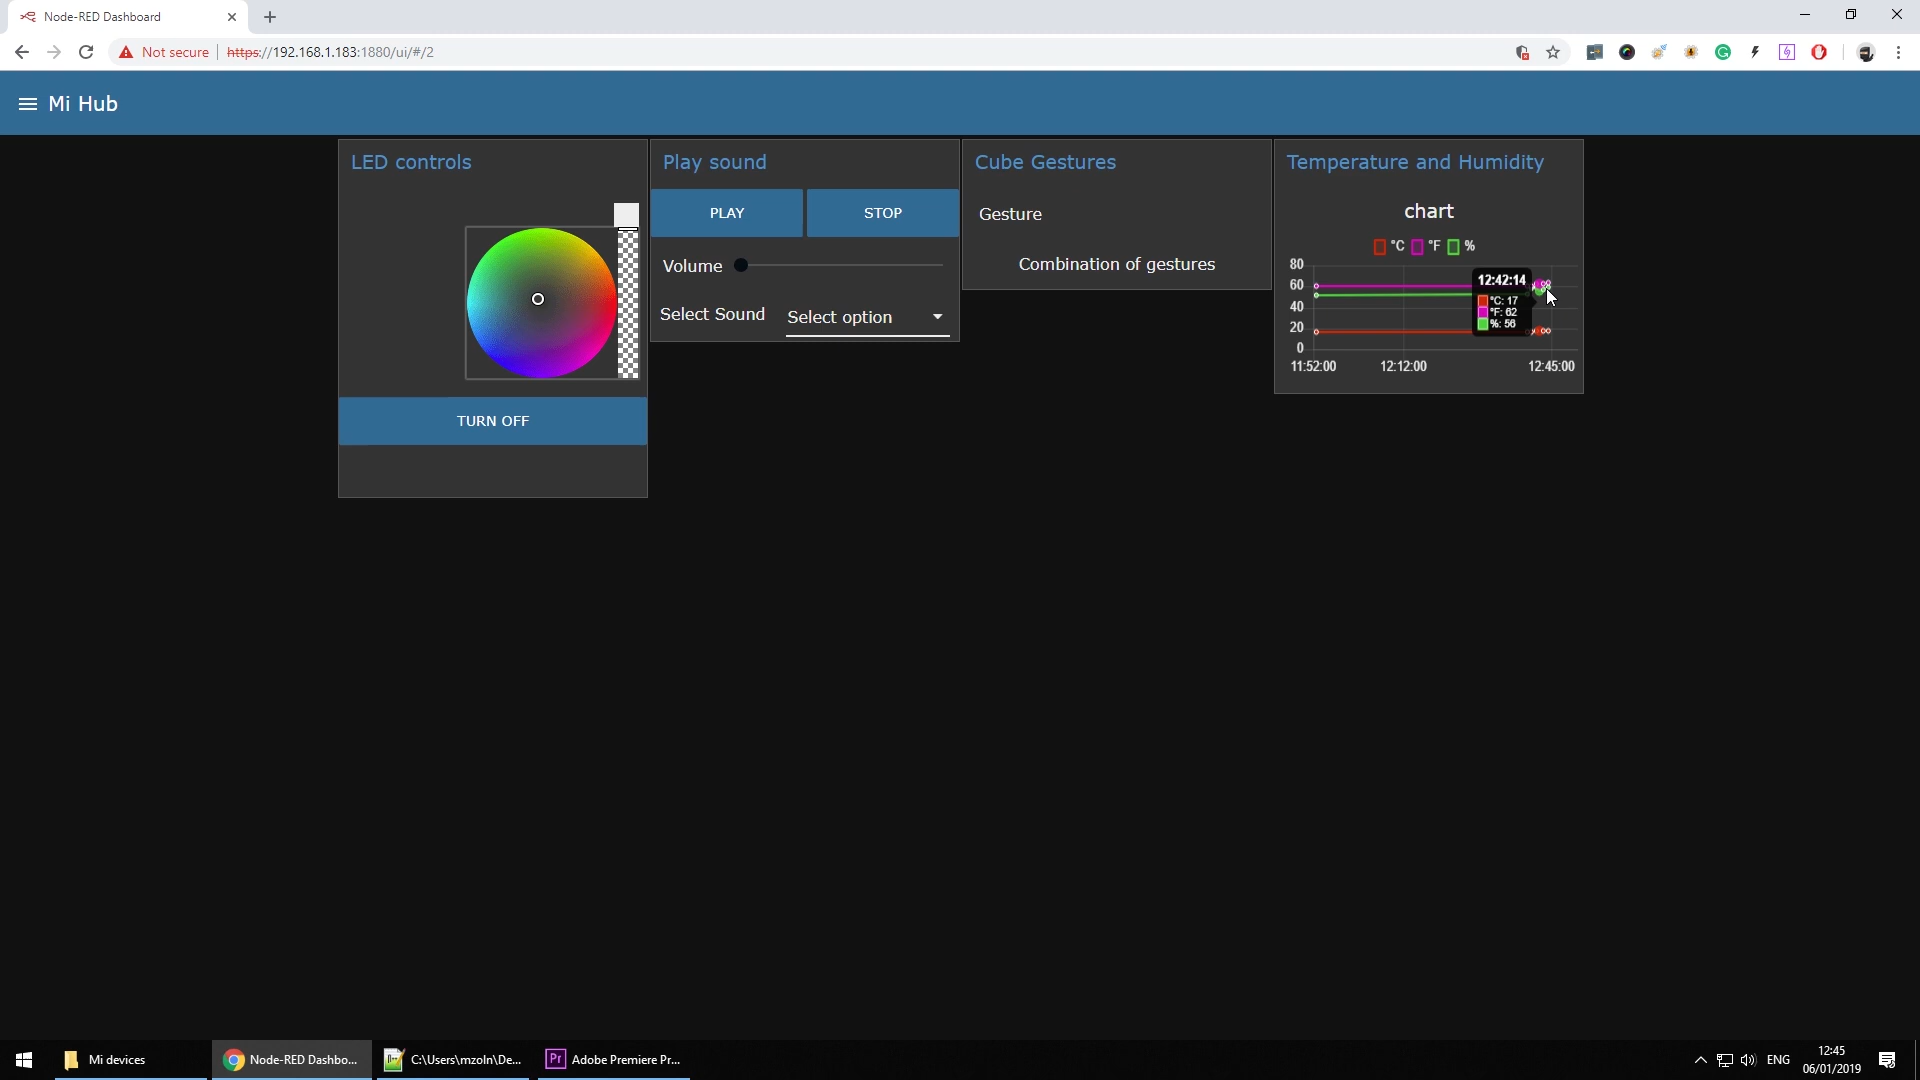 Node-RED Dashboard
Not secure
https://192.168.1.183:1880/ui/#/2
Mi Hub
LED controls
TURN OFF
Play sound
PLAY
STOP
Volume
Select Sound
Select option
Cube Gestures
Gesture
Combination of gestures
Temperature and Humidity
chart
°C °F %
80
60
40
20
0
12:42:14
°C: 17
°F: 62
%: 56
11:52:00
12:12:00
12:45:00
Mi devices
Node-RED Dashbo...
C:\Users\mzoln\De...
Pr
Adobe Premiere Pr...
ENG
12:45
06/01/2019